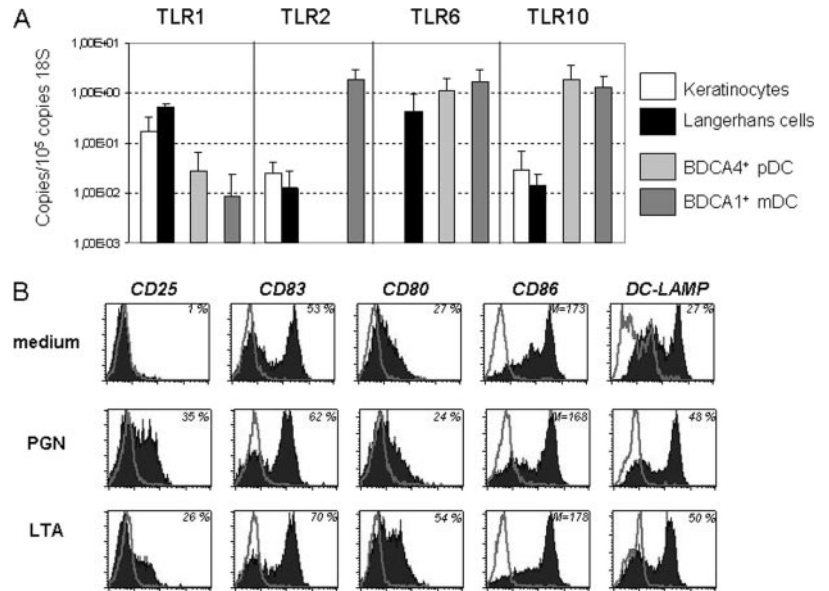 A
TLR1 TLR2 TLR6 TLR10
Copies/10⁵ copies 18S
1,00E+01
1,00E+00
1,00E-01
1,00E-02
1,00E-03
Keratinocytes
Langerhans cells
BDCA4⁺ pDC
BDCA1⁺ mDC
B
CD25 CD83 CD80 CD86 DC-LAMP
medium
1 % 53 % 27 % M=173 27 %
PGN
35 % 62 % 24 % M=168 48 %
LTA
26 % 70 % 54 % M=178 50 %